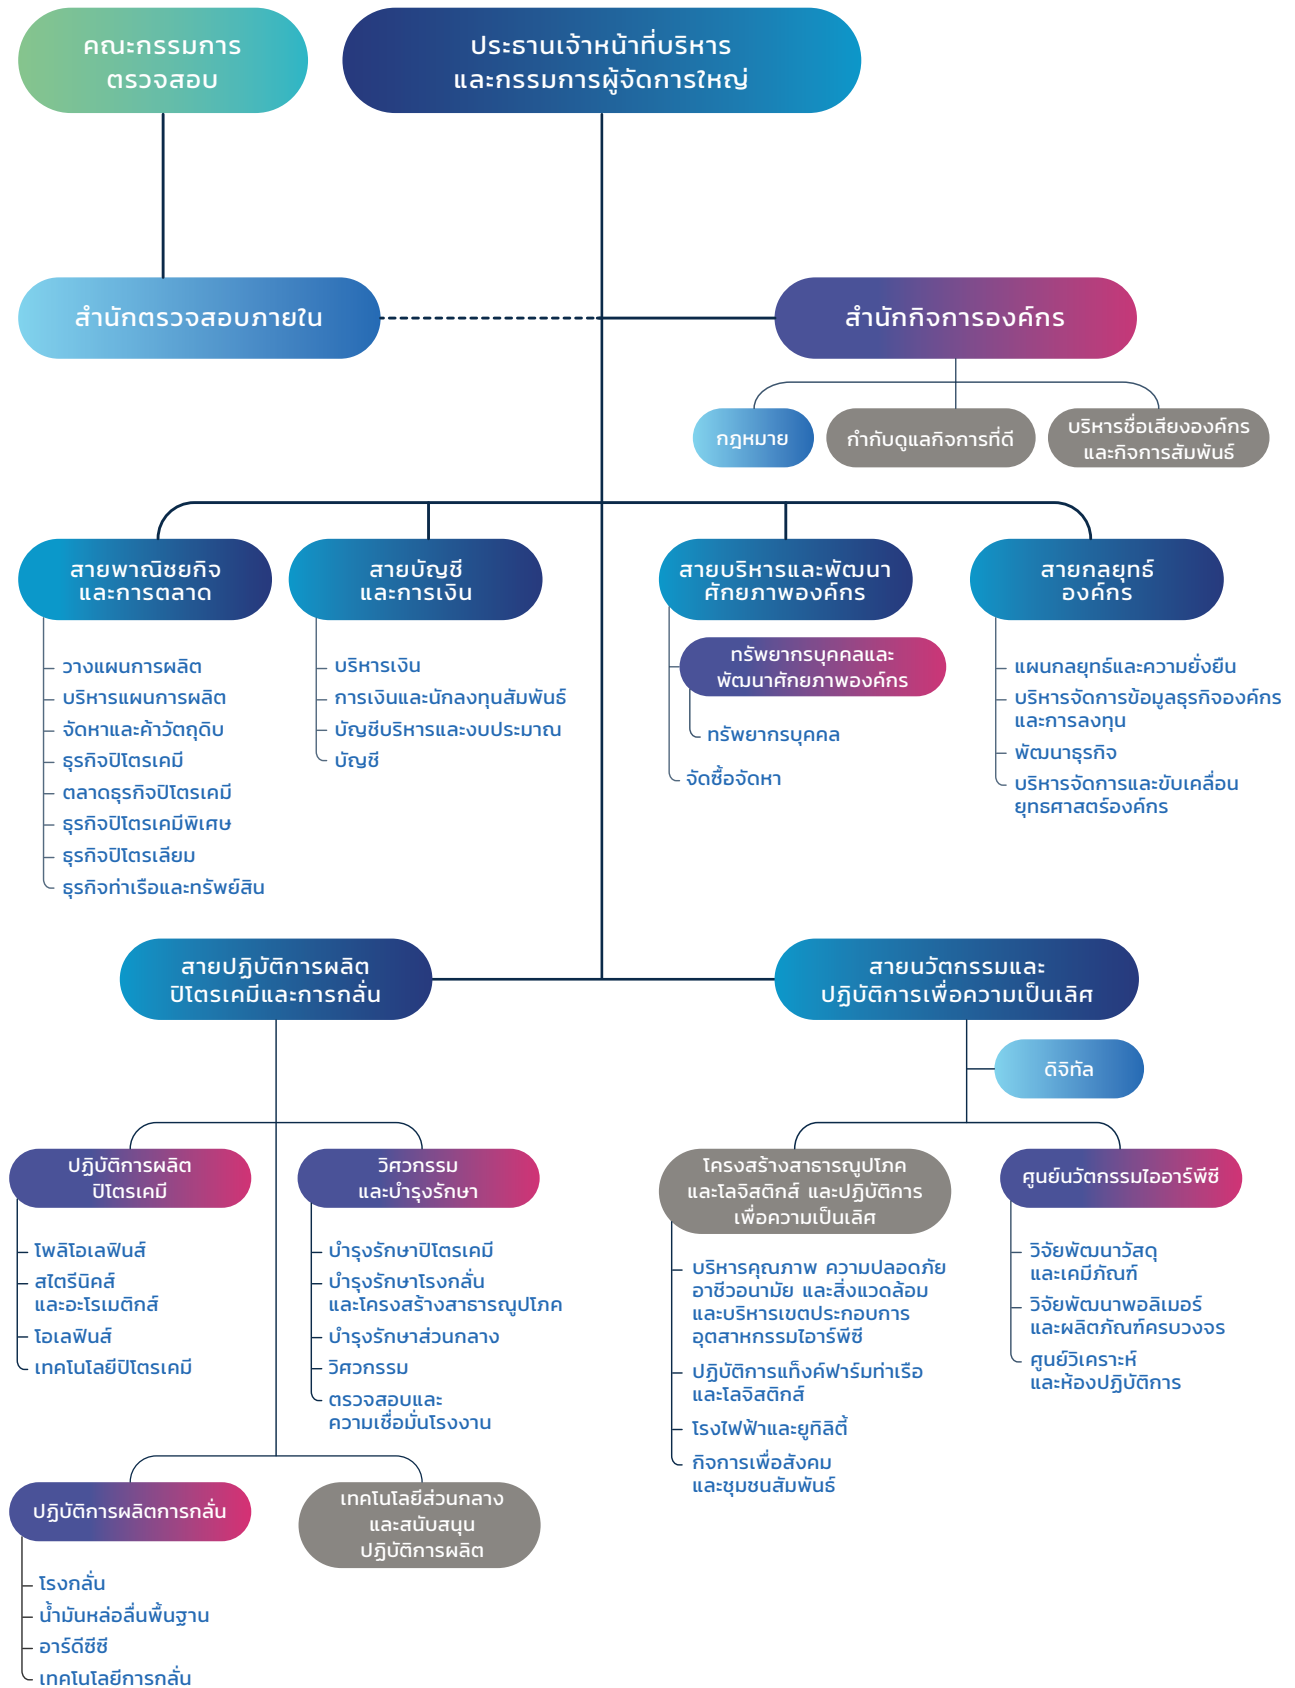 คณะกรรมการ
ตรวจสอบ
ประธานเจ้าหน้าที่บริหาร
และกรรมการผู้จัดการใหญ่
สำนักตรวจสอบภายใน
สำนักกิจการองค์กร
กฎหมาย
กำกับดูแลกิจการที่ดี
บริหารชื่อเสียงองค์กร
และกิจการสัมพันธ์
สายพาณิชยกิจ
และการตลาด
วางแผนการผลิต
บริหารแผนการผลิต
จัดหาและค้าวัตถุดิบ
ธุรกิจปิโตรเคมี
ตลาดธุรกิจปิโตรเคมี
ธุรกิจปิโตรเคมีพิเศษ
ธุรกิจปิโตรเลียม
ธุรกิจท่าเรือและทรัพย์สิน
สายบัญชี
และการเงิน
บริหารเงิน
การเงินและนักลงทุนสัมพันธ์
บัญชีบริหารและงบประมาณ
บัญชี
สายบริหารและพัฒนา
ศักยภาพองค์กร
ทรัพยากรบุคคลและ
พัฒนาศักยภาพองค์กร
ทรัพยากรบุคคล
จัดซื้อจัดหา
สายกลยุทธ์
องค์กร
แผนกลยุทธ์และความยั่งยืน
บริหารจัดการข้อมูลธุรกิจองค์กร
และการลงทุน
พัฒนาธุรกิจ
บริหารจัดการและขับเคลื่อน
ยุทธศาสตร์องค์กร
สายปฏิบัติการผลิต
ปิโตรเคมีและการกลั่น
ปฏิบัติการผลิต
ปิโตรเคมี
โพลิโอเลฟินส์
สไตรีนิคส์
และอะโรเมติกส์
โอเลฟินส์
เทคโนโลยีปิโตรเคมี
วิศวกรรม
และบำรุงรักษา
บำรุงรักษาปิโตรเคมี
บำรุงรักษาโรงกลั่น
และโครงสร้างสาธารณูปโภค
บำรุงรักษาส่วนกลาง
วิศวกรรม
ตรวจสอบและ
ความเชื่อมั่นโรงงาน
ปฏิบัติการผลิตการกลั่น
โรงกลั่น
น้ำมันหล่อลื่นพื้นฐาน
อาร์ดีซีซี
เทคโนโลยีการกลั่น
เทคโนโลยีส่วนกลาง
และสนับสนุน
ปฏิบัติการผลิต
สายนวัตกรรมและ
ปฏิบัติการเพื่อความเป็นเลิศ
ดิจิทัล
โครงสร้างสาธารณูปโภค
และโลจิสติกส์ และปฏิบัติการ
เพื่อความเป็นเลิศ
บริหารคุณภาพ ความปลอดภัย
อาชีวอนามัย และสิ่งแวดล้อม
และบริหารเขตประกอบการ
อุตสาหกรรมไออาร์พีซี
ปฏิบัติการแท็งค์ฟาร์มท่าเรือ
และโลจิสติกส์
โรงไฟฟ้าและยูทิลิตี้
กิจการเพื่อสังคม
และชุมชนสัมพันธ์
ศูนย์นวัตกรรมไออาร์พีซี
วิจัยพัฒนาวัสดุ
และเคมีภัณฑ์
วิจัยพัฒนาพอลิเมอร์
และผลิตภัณฑ์ครบวงจร
ศูนย์วิเคราะห์
และห้องปฏิบัติการ